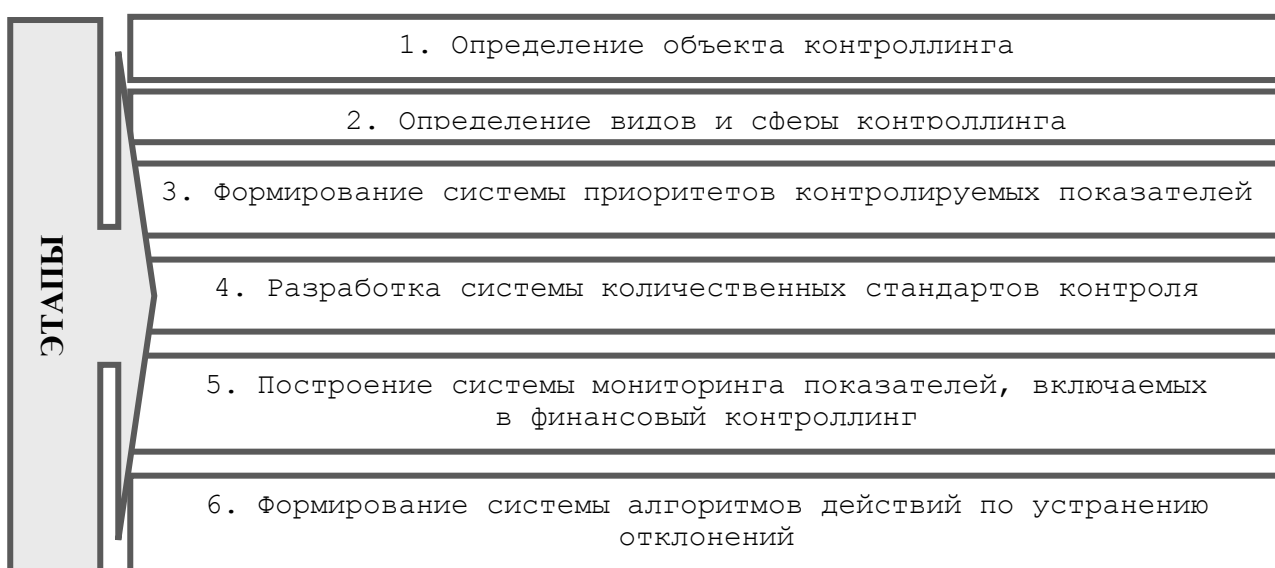 ЭТАПЫ
1. Определение объекта контроллинга
2. Определение видов и сферы контроллинга
3. Формирование системы приоритетов контролируемых показателей
4. Разработка системы количественных стандартов контроля
5. Построение системы мониторинга показателей, включаемых
в финансовый контроллинг
6. Формирование системы алгоритмов действий по устранению
отклонений